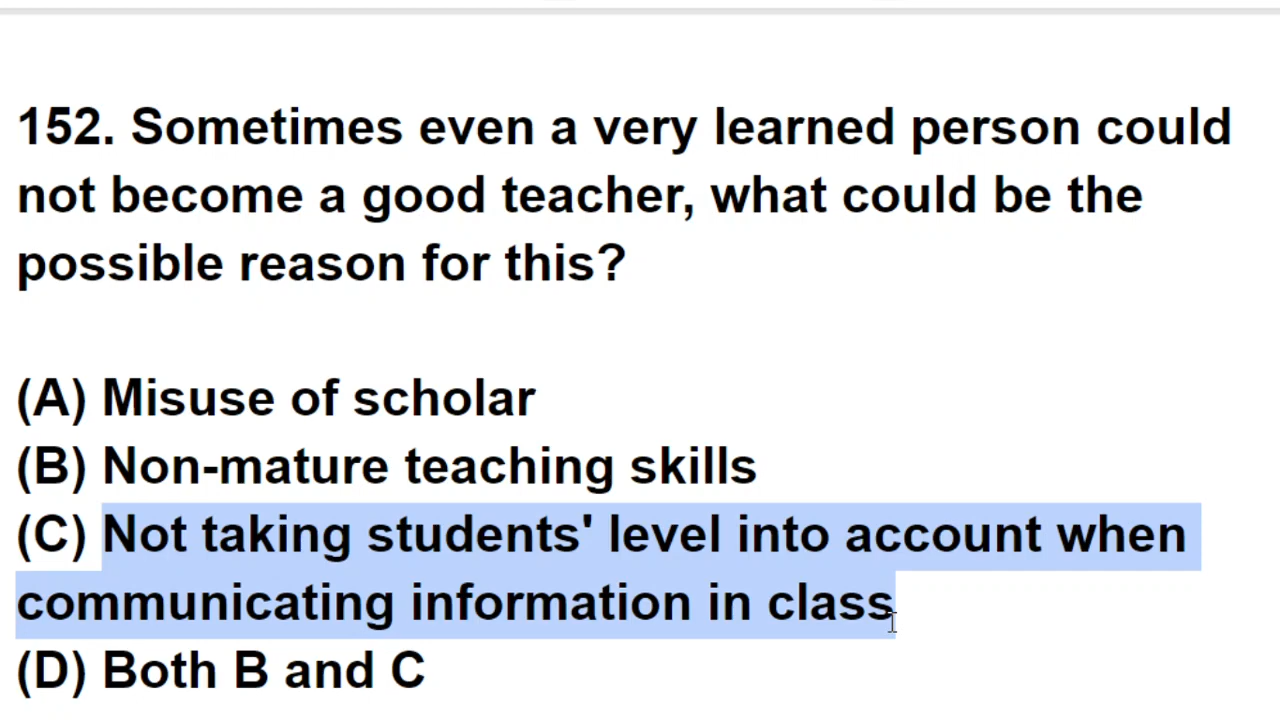 152. Sometimes even a very learned person could
not become a good teacher, what could be the
possible reason for this?
(A) Misuse of scholar
(B) Non-mature teaching skills
(C) Not taking students' level into account when
communicating information in class
(D) Both B and C